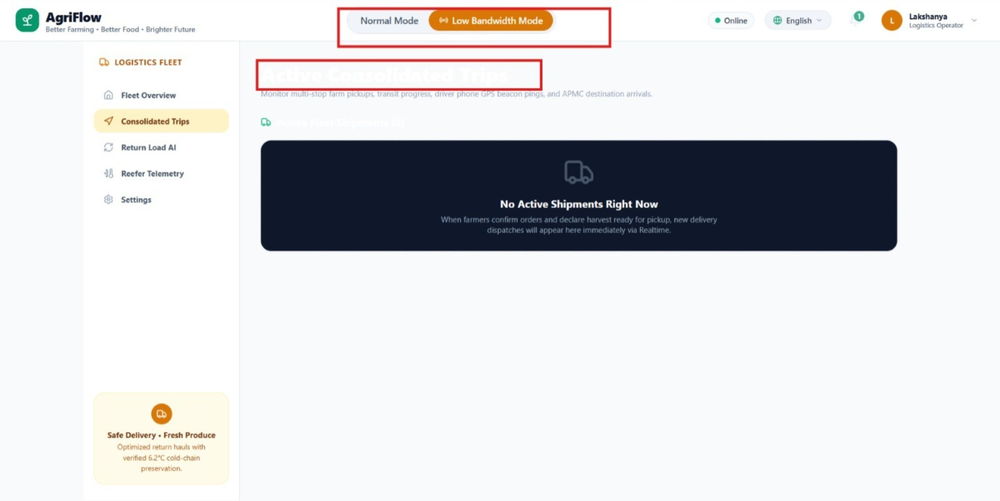 AgriFlow
Better Farming • Better Food • Brighter Future
Normal Mode
Low Bandwidth Mode
Online
English
1
L
Lakshanya
Logistics Operator
LOGISTICS FLEET
Fleet Overview
Consolidated Trips
Return Load AI
Reefer Telemetry
Settings
Safe Delivery • Fresh Produce
Optimized return hauls with
verified 6.2°C cold-chain
preservation.
Active Consolidated Trips
Monitor multi-stop farm pickups, transit progress, driver phone GPS beacon pings, and APMC destination arrivals.
Active Fleet Shipments (0)
No Active Shipments Right Now
When farmers confirm orders and declare harvest ready for pickup, new delivery
dispatches will appear here immediately via Realtime.